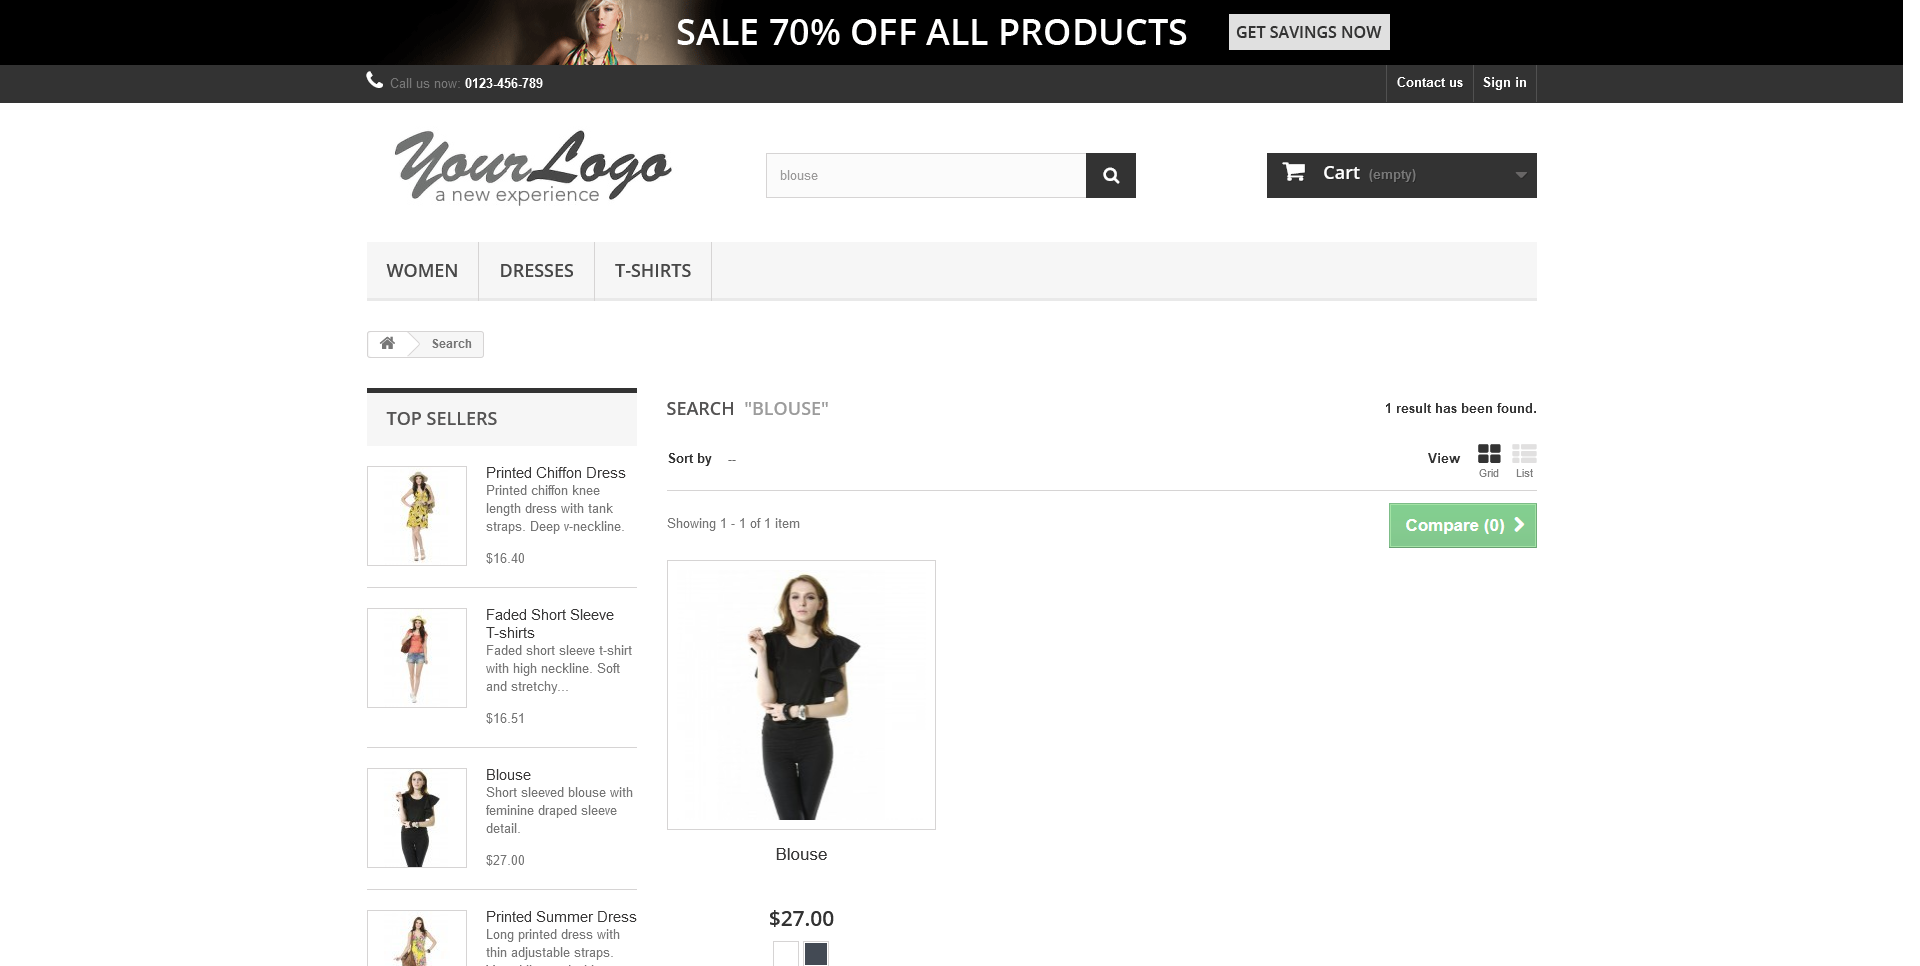 SALE 70% OFF ALL PRODUCTS
GET SAVINGS NOW
Call us now: 0123-456-789
Contact us
Sign in
YourLogo
a new experience
blouse
Cart (empty)
WOMEN
DRESSES
T-SHIRTS
Search
TOP SELLERS
Printed Chiffon Dress
Printed chiffon knee
length dress with tank
straps. Deep v-neckline.
$16.40
Faded Short Sleeve
T-shirts
Faded short sleeve t-shirt
with high neckline. Soft
and stretchy...
$16.51
Blouse
Short sleeved blouse with
feminine draped sleeve
detail.
$27.00
Printed Summer Dress
Long printed dress with
thin adjustable straps.
SEARCH "BLOUSE"
1 result has been found.
Sort by --
View
Grid
List
Showing 1 - 1 of 1 item
Compare (0)
Blouse
$27.00